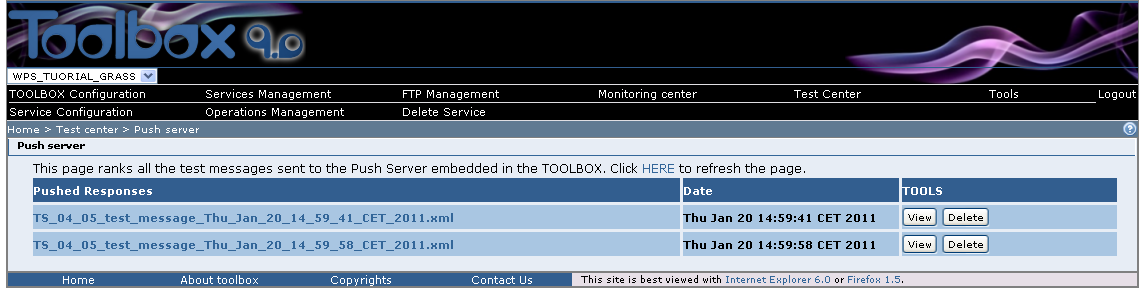 Toolbox 9.0
WPS_TUORIAL_GRASS
TOOLBOX Configuration Services Management FTP Management Monitoring center Test Center Tools Logout
Service Configuration Operations Management Delete Service
Home > Test center > Push server
Push server
This page ranks all the test messages sent to the Push Server embedded in the TOOLBOX. Click HERE to refresh the page.
Pushed Responses Date TOOLS
TS_04_05_test_message_Thu_Jan_20_14_59_41_CET_2011.xml Thu Jan 20 14:59:41 CET 2011 View Delete
TS_04_05_test_message_Thu_Jan_20_14_59_58_CET_2011.xml Thu Jan 20 14:59:58 CET 2011 View Delete
Home About toolbox Copyrights Contact Us This site is best viewed with Internet Explorer 6.0 or Firefox 1.5.